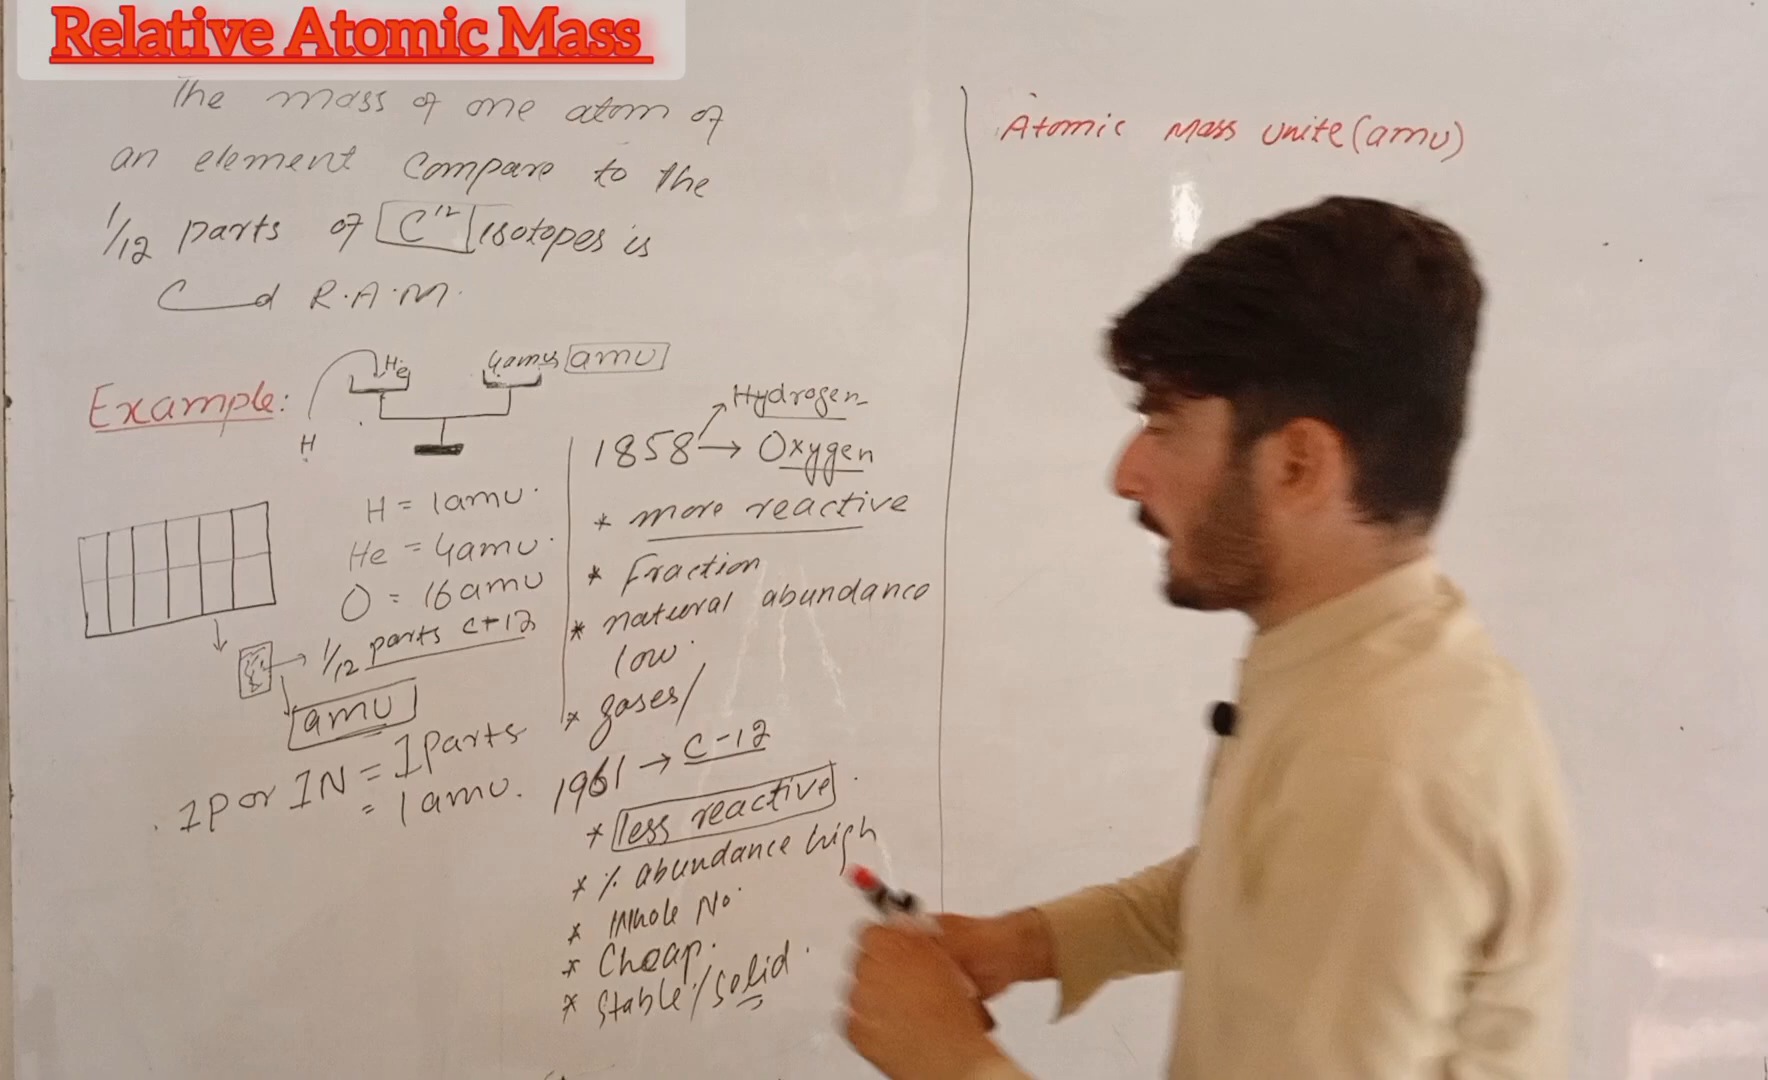 Relative Atomic Mass
The mass of one atom of
an element Compare to the
1/12 parts of C¹² isotopes is
C d R.A.M.
Example:
He
4amu amu
H
H = 1amu.
He = 4amu.
O = 16amu
1/12 parts C+12
amu
1P or 1N = 1Parts
= 1amu.
Hydrogen
1858 → Oxygen
* more reactive
* Fraction
* natural abundance
low.
* gases/
1961 → C-12
* less reactive.
* % abundance high
* Whole No.
* Cheap.
* Stable/Solid.
Atomic Mass Unite (amu)